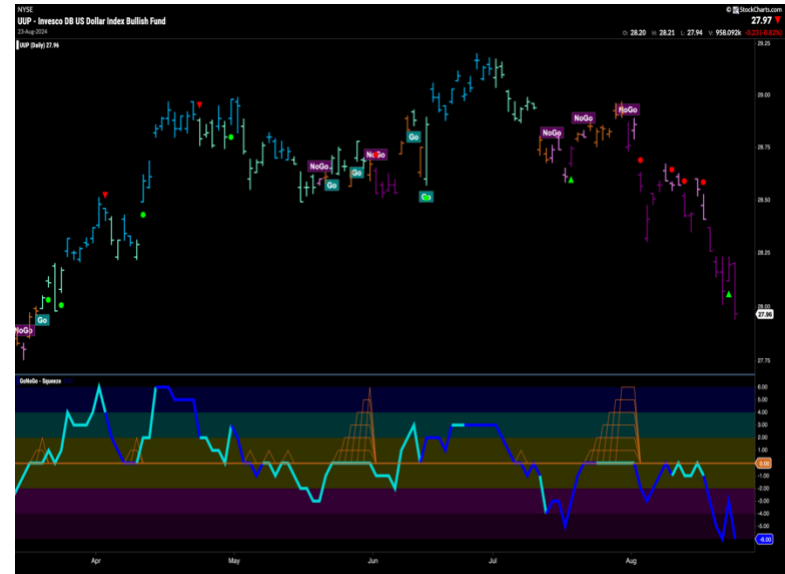 NYSE
© StockCharts.com
UUP - Invesco DB US Dollar Index Bullish Fund
27.97
23-Aug-2024
O: 28.20 H: 28.21 L: 27.94 V: 958.092k -0.23 (-0.82%)
UUP (Daily) 27.96
29.25
29.00
28.75
28.50
28.25
28.00
27.96
27.75
NoGo
Go
NoGo
Go
Go
NoGo
Go
Go
NoGo
NoGo
NoGo
GoNoGo - Squeeze
6.00
5.00
4.00
3.00
2.00
1.00
0.00
-1.00
-2.00
-3.00
-4.00
-5.00
-6.00
Apr
May
Jun
Jul
Aug